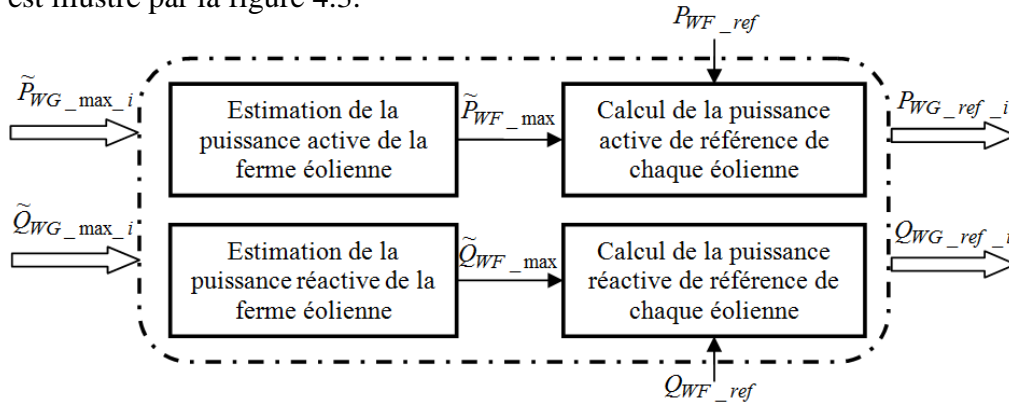 est illustré par la figure 4.3.
P_WF_ref
P̃_WG_max_i
Estimation de la
puissance active de la
ferme éolienne
P̃_WF_max
Calcul de la puissance
active de référence de
chaque éolienne
P_WG_ref_i
Q̃_WG_max_i
Estimation de la
puissance réactive de la
ferme éolienne
Q̃_WF_max
Calcul de la puissance
réactive de référence de
chaque éolienne
Q_WG_ref_i
Q_WF_ref